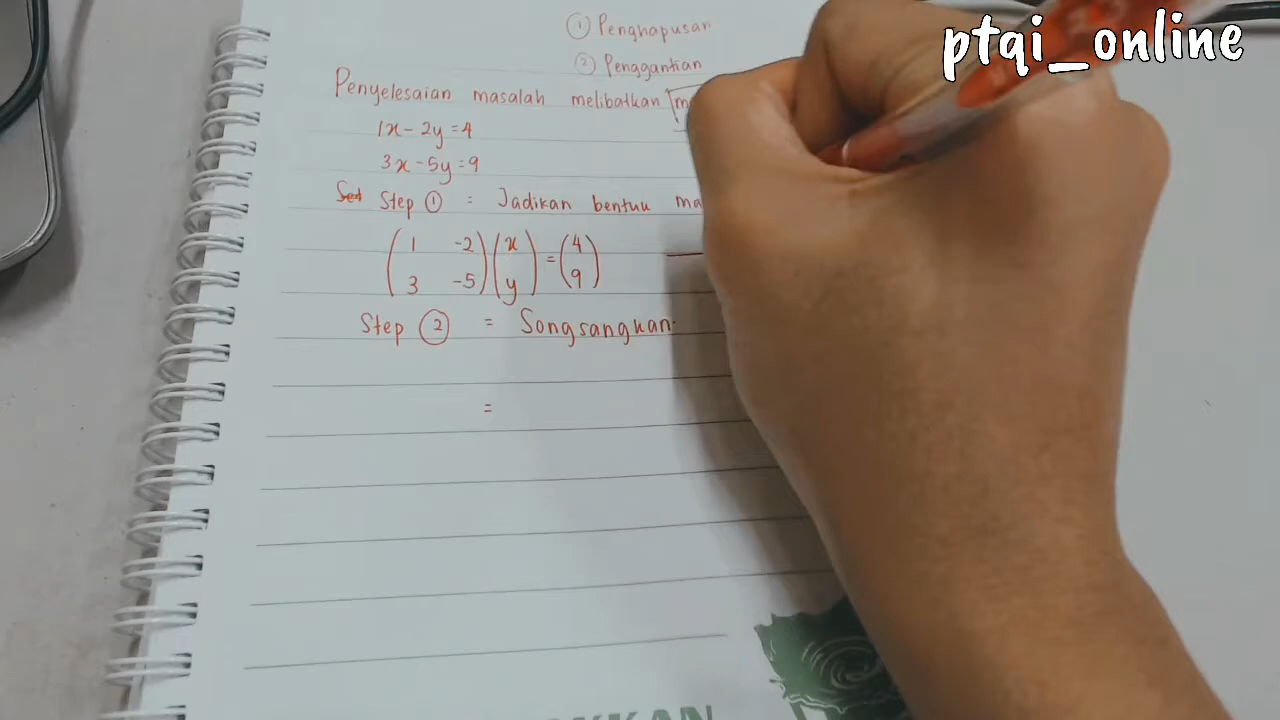 ptqi_online
① Penghapusan
② Penggantian
Penyelesaian masalah melibatkan
1x - 2y = 4
3x - 5y = 9
Step ① : Jadikan bentuk
( 1 -2 ) ( x ) = ( 4 )
( 3 -5 ) ( y ) ( 9 )
Step ② = Songsangkan
=